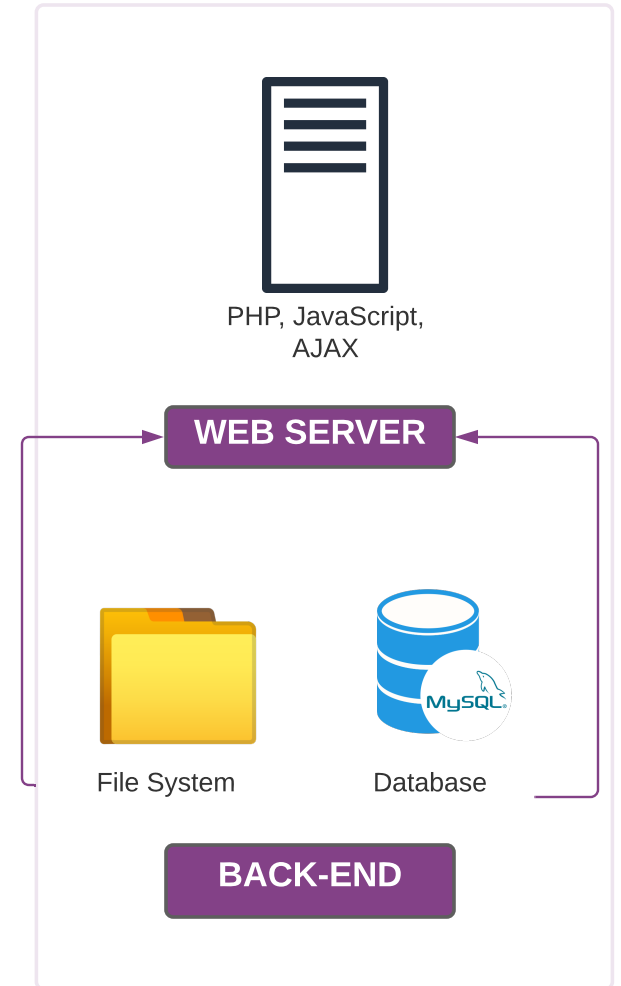 PHP, JavaScript,
AJAX
WEB SERVER
MySQL®
File System
Database
BACK-END